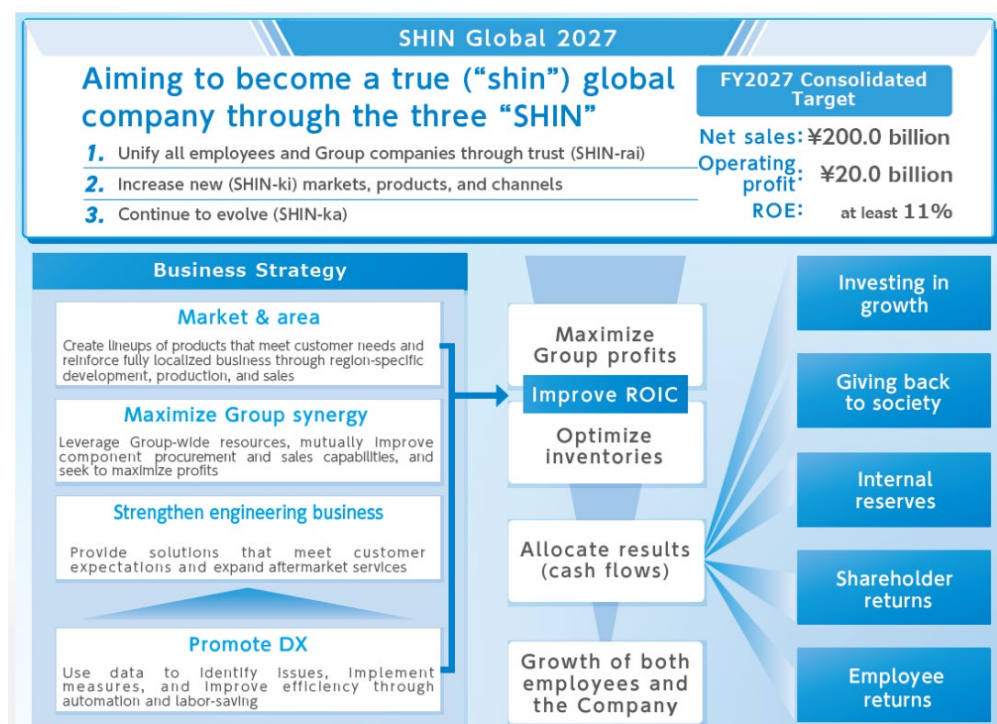 SHIN Global 2027
Aiming to become a true (“shin”) global
company through the three “SHIN”
1. Unify all employees and Group companies through trust (SHIN-rai)
2. Increase new (SHIN-ki) markets, products, and channels
3. Continue to evolve (SHIN-ka)
FY2027 Consolidated
Target
Net sales: ¥200.0 billion
Operating
profit: ¥20.0 billion
ROE: at least 11%
Business Strategy
Market & area
Create lineups of products that meet customer needs and
reinforce fully localized business through region-specific
development, production, and sales
Maximize Group synergy
Leverage Group-wide resources, mutually improve
component procurement and sales capabilities, and
seek to maximize profits
Strengthen engineering business
Provide solutions that meet customer
expectations and expand aftermarket services
Promote DX
Use data to identify issues, implement
measures, and improve efficiency through
automation and labor-saving
Maximize
Group profits
Improve ROIC
Optimize
inventories
Allocate results
(cash flows)
Growth of both
employees and
the Company
Investing in
growth
Giving back
to society
Internal
reserves
Shareholder
returns
Employee
returns